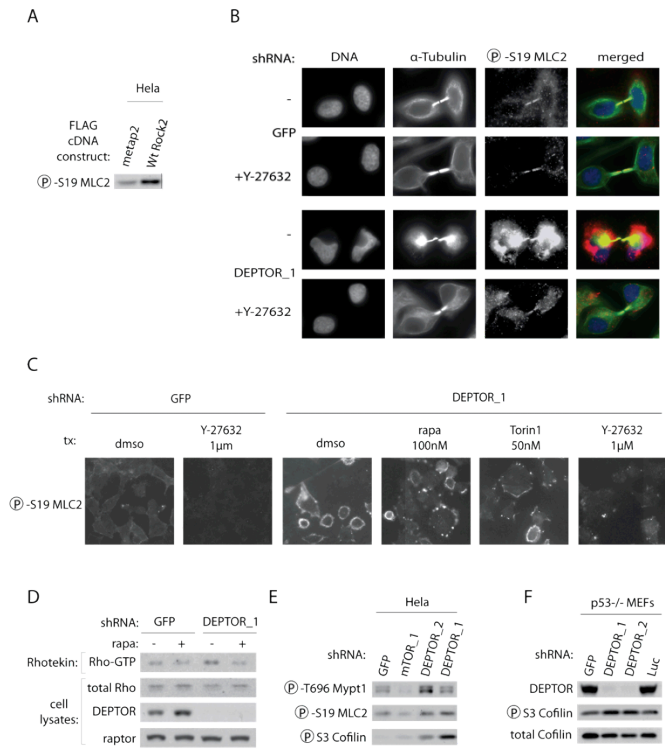 A
Hela
FLAG
cDNA
construct:
metap2
Wt Rock2
Ⓟ -S19 MLC2
B
shRNA: DNA α-Tubulin Ⓟ-S19 MLC2 merged
-
GFP
+Y-27632
-
DEPTOR_1
+Y-27632
C
shRNA: GFP DEPTOR_1
tx: dmso Y-27632 1μm dmso rapa 100nM Torin1 50nM Y-27632 1μM
Ⓟ -S19 MLC2
D
shRNA: GFP DEPTOR_1
rapa: - + - +
Rhotekin: Rho-GTP
cell lysates:
total Rho
DEPTOR
raptor
E
Hela
shRNA: GFP mTOR_1 DEPTOR_2 DEPTOR_1
Ⓟ -T696 Mypt1
Ⓟ -S19 MLC2
Ⓟ S3 Cofilin
F
p53-/- MEFs
shRNA: GFP DEPTOR_1 DEPTOR_2 Luc
DEPTOR
Ⓟ S3 Cofilin
total Cofilin